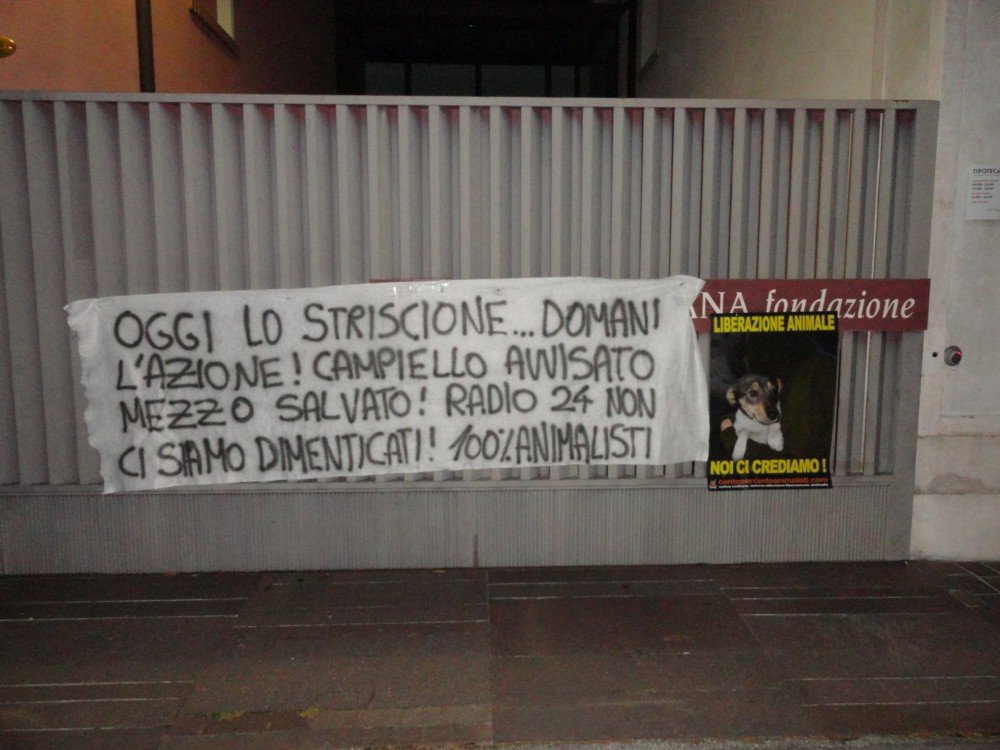 OGGI LO STRISCIONE... DOMANI
L'AZIONE! CAMPIELLO AVVISATO
MEZZO SALVATO! RADIO 24 NON
CI SIAMO DIMENTICATI! 100%ANIMALISTI
ANA fondazione
LIBERAZIONE ANIMALE
NOI CI CREDIAMO!
centopercentoanimalisti.com
TIPOTECA